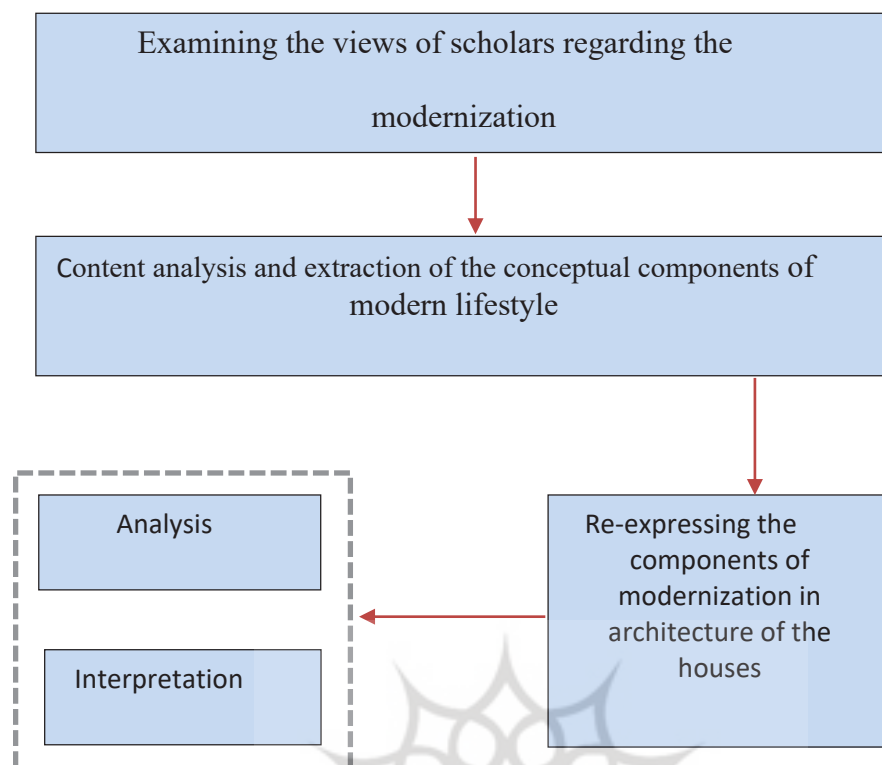 Examining the views of scholars regarding the
modernization
Content analysis and extraction of the conceptual components of
modern lifestyle
Analysis
Interpretation
Re-expressing the
components of
modernization in
architecture of the
houses